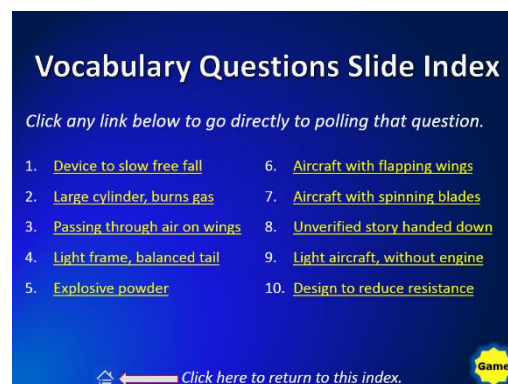 Vocabulary Questions Slide Index
Click any link below to go directly to polling that question.
1. Device to slow free fall
2. Large cylinder, burns gas
3. Passing through air on wings
4. Light frame, balanced tail
5. Explosive powder
6. Aircraft with flapping wings
7. Aircraft with spinning blades
8. Unverified story handed down
9. Light aircraft, without engine
10. Design to reduce resistance
Game
Click here to return to this index.